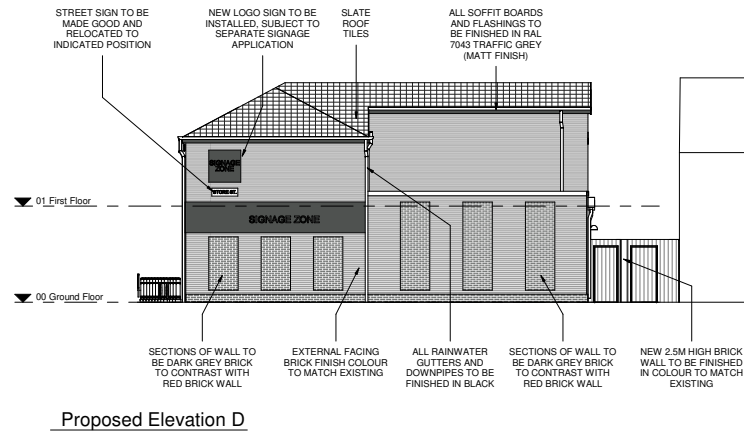 STREET SIGN TO BE
MADE GOOD AND
RELOCATED TO
INDICATED POSITION
NEW LOGO SIGN TO BE
INSTALLED, SUBJECT TO
SEPARATE SIGNAGE
APPLICATION
SLATE
ROOF
TILES
ALL SOFFIT BOARDS
AND FLASHINGS TO
BE FINISHED IN RAL
7043 TRAFFIC GREY
(MATT FINISH)
SIGNAGE
ZONE
STORE ST.
01 First Floor
SIGNAGE ZONE
00 Ground Floor
SECTIONS OF WALL TO
BE DARK GREY BRICK
TO CONTRAST WITH
RED BRICK WALL
EXTERNAL FACING
BRICK FINISH COLOUR
TO MATCH EXISTING
ALL RAINWATER
GUTTERS AND
DOWNPIPES TO BE
FINISHED IN BLACK
SECTIONS OF WALL TO
BE DARK GREY BRICK
TO CONTRAST WITH
RED BRICK WALL
NEW 2.5M HIGH BRICK
WALL TO BE FINISHED
IN COLOUR TO MATCH
EXISTING
Proposed Elevation D